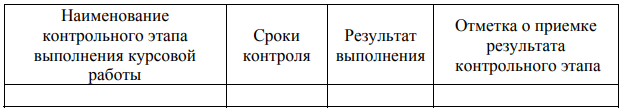 Наименование
контрольного этапа
выполнения курсовой
работы
Сроки
контроля
Результат
выполнения
Отметка о приемке
результата
контрольного этапа